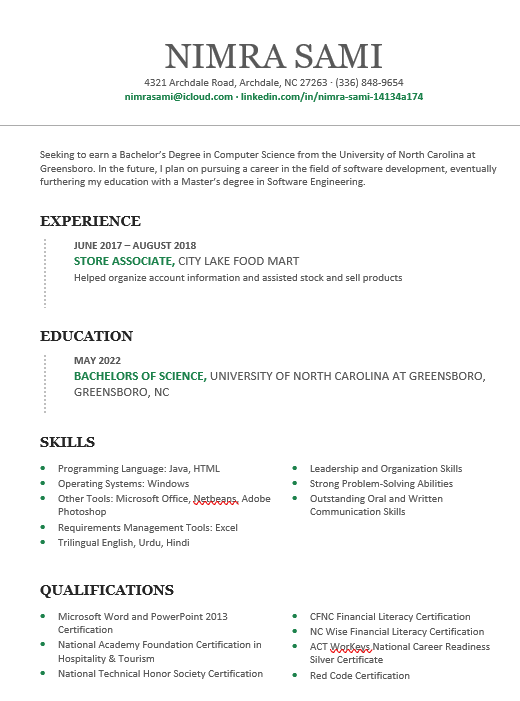 NIMRA SAMI
4321 Archdale Road, Archdale, NC 27263 · (336) 848-9654
nimrasami@icloud.com · linkedin.com/in/nimra-sami-14134a174
Seeking to earn a Bachelor's Degree in Computer Science from the University of North Carolina at
Greensboro. In the future, I plan on pursuing a career in the field of software development, eventually
furthering my education with a Master's degree in Software Engineering.
EXPERIENCE
JUNE 2017 – AUGUST 2018
STORE ASSOCIATE, CITY LAKE FOOD MART
Helped organize account information and assisted stock and sell products
EDUCATION
MAY 2022
BACHELORS OF SCIENCE, UNIVERSITY OF NORTH CAROLINA AT GREENSBORO,
GREENSBORO, NC
SKILLS
• Programming Language: Java, HTML
• Operating Systems: Windows
• Other Tools: Microsoft Office, Netbeans, Adobe
Photoshop
• Requirements Management Tools: Excel
• Trilingual English, Urdu, Hindi
• Leadership and Organization Skills
• Strong Problem-Solving Abilities
• Outstanding Oral and Written
Communication Skills
QUALIFICATIONS
• Microsoft Word and PowerPoint 2013
Certification
• National Academy Foundation Certification in
Hospitality & Tourism
• National Technical Honor Society Certification
• CFNC Financial Literacy Certification
• NC Wise Financial Literacy Certification
• ACT WorKeys National Career Readiness
Silver Certificate
• Red Code Certification